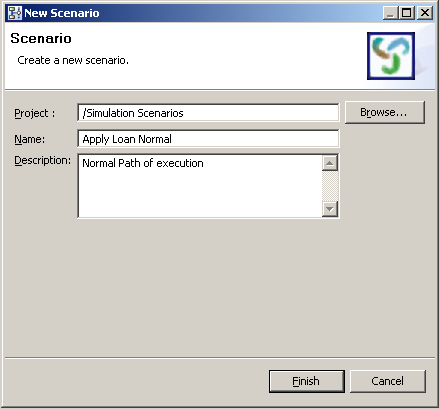 New Scenario
Scenario
Create a new scenario.
Project :
/Simulation Scenarios
Browse...
Name:
Apply Loan Normal
Description:
Normal Path of execution
Finish
Cancel